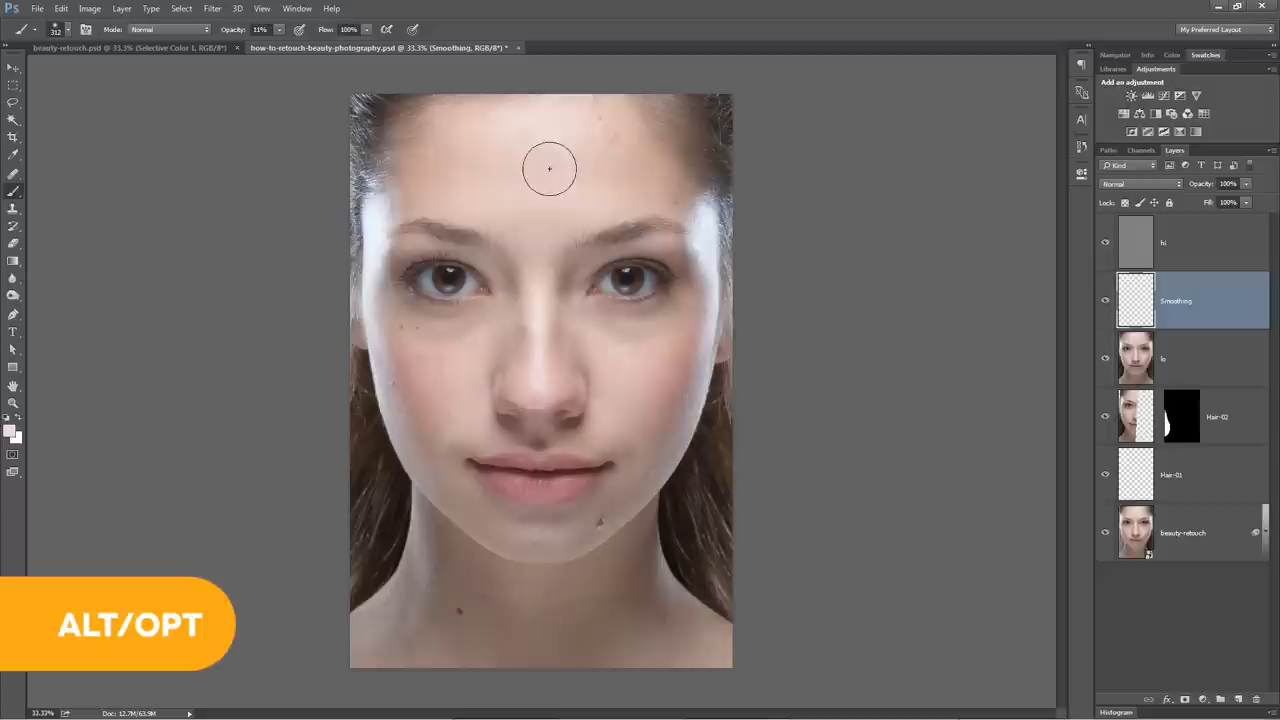 Ps File Edit Image Layer Type Select Filter 3D View Window Help
312 Mode: Normal Opacity: 11% Flow: 100% My Preferred Layout
beauty-retouch.psd @ 33.3% (Selective Color 1, RGB/8*) × how-to-retouch-beauty-photography.psd @ 33.3% (Smoothing, RGB/8*) * ×
Navigator Info Color Swatches
Libraries Adjustments
Add an adjustment
Paths Channels Layers
Kind
Normal Opacity: 100%
Lock: Fill: 100%
hi
Smoothing
lo
Hair-02
Hair-01
beauty-retouch
ALT/OPT
33.33% Doc: 12.7M/63.9M
Histogram